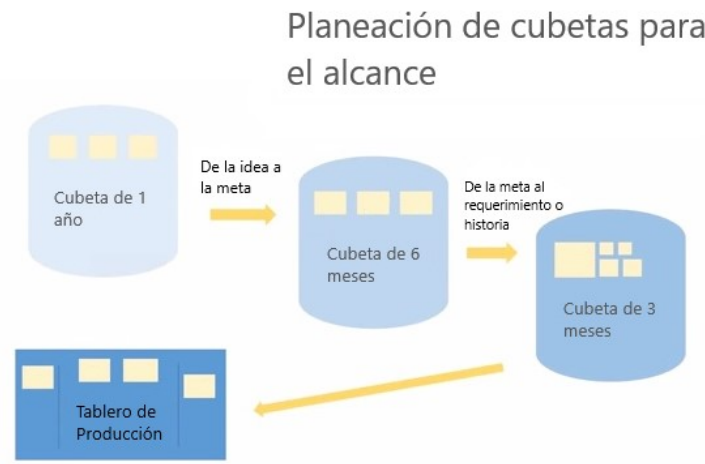 Planeación de cubetas para
el alcance
De la idea a
la meta
Cubeta de 1
año
De la meta al
requerimiento o
historia
Cubeta de 6
meses
Cubeta de 3
meses
Tablero de
Producción